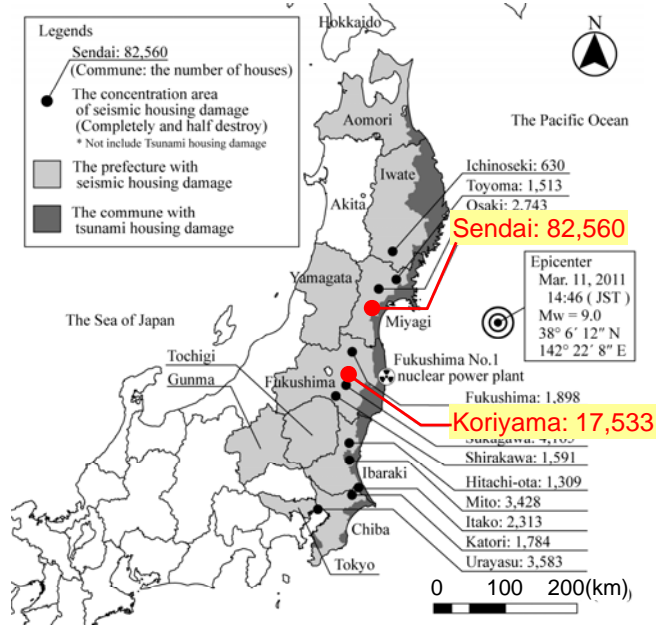 Hokkaido
N
Legends
Sendai: 82,560
(Commune: the number of houses)
The concentration area
of seismic housing damage
(Completely and half destroy)
* Not include Tsunami housing damage
The prefecture with
seismic housing damage
The commune with
tsunami housing damage
Aomori
The Pacific Ocean
Iwate
Akita
Ichinoseki: 630
Toyoma: 1,513
Osaki: 2,743
Sendai: 82,560
Yamagata
Miyagi
Epicenter
Mar. 11, 2011
14:46 ( JST )
Mw = 9.0
38° 6′ 12″ N
142° 22′ 8″ E
The Sea of Japan
Tochigi
Gunma
Fukushima
Fukushima No.1
nuclear power plant
Fukushima: 1,898
Koriyama: 17,533
Shirakawa: 1,591
Hitachi-ota: 1,309
Ibaraki
Mito: 3,428
Itako: 2,313
Katori: 1,784
Urayasu: 3,583
Chiba
Tokyo
0 100 200(km)